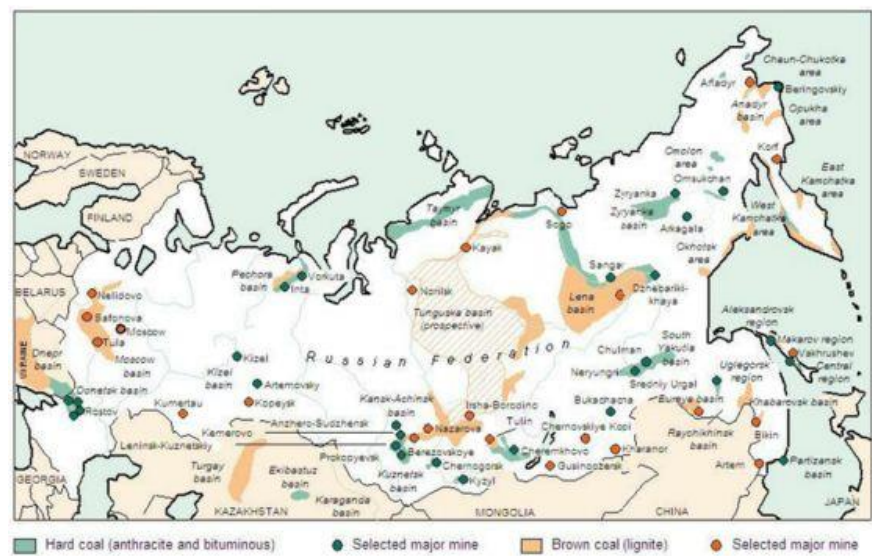 Chaun-Chukotka
area
Anadyr
Beringovskiy
Anadyr
basin
Opukha
area
NORWAY
SWEDEN
FINLAND
Omolon
area
Korf
Omsukchan
East
Kamchatka
area
Taymyr
basin
Zyryanka
Zyryanka
basin
West
Kamchatka
area
Sogo
Arkagala
Okhotsk
area
Kayak
Pechora
basin
Vorkuta
Inta
Sangar
BELARUS
Nelidovo
Norilsk
Lena
basin
Dzhebariki-
khaya
Safonova
Moscow
Tunguska basin
(prospective)
Aleksandrovsk
region
UKRAINE
Dnepr
basin
Tula
Moscow
basin
Kizel
Russian Federation
Chulman
South
Yakutia
basin
Makarov region
Vakhrushev
Central
region
Kizel
basin
Neryungri
Donetsk basin
Artemovsky
Kansk-Achinsk
basin
Sredniy Urgal
Uglegorsk
region
Rostov
Kumertau
Kopeysk
Irsha-Borodino
Bukachacha
Bureya basin
Khabarovsk basin
Anzhero-Sudzhensk
Nazarova
Tulin
Chernovskiye Kopi
Raychikhinsk
basin
Bikin
Kemerovo
Leninsk-Kuznetskiy
Berezovskoye
Cheremkhovo
Kharanor
Prokopyevsk
Chernogorsk
Gusinoozersk
Artem
Partizansk
basin
GEORGIA
Turgay
basin
Ekibastuz
basin
Kuznetsk
basin
Kyzyl
Karaganda
basin
KAZAKHSTAN
MONGOLIA
CHINA
JAPAN
Hard coal (anthracite and bituminous)
Selected major mine
Brown coal (lignite)
Selected major mine